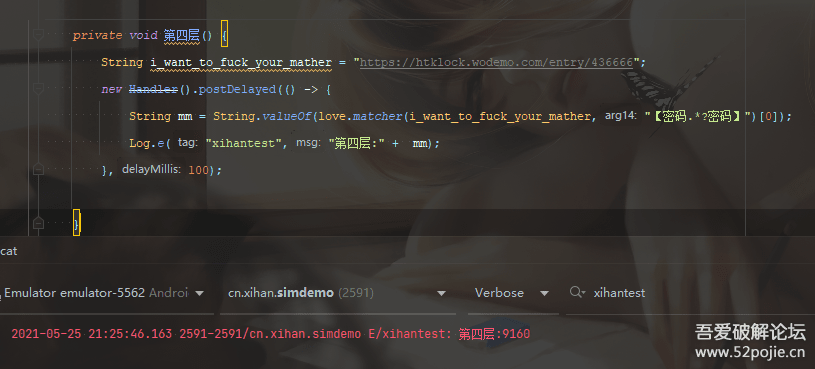 private void 第四层() {
String i_want_to_fuck_your_mather = "https://htklock.wodemo.com/entry/436666";
new Handler().postDelayed(() -> {
String mm = String.valueOf(love.matcher(i_want_to_fuck_your_mather, arg14: "【密码.*?密码】")[0]);
Log.e( tag: "xihantest", msg: "第四层:" + mm);
}, delayMillis: 100);
}
cat
Emulator emulator-5562 Androi cn.xihan.simdemo (2591) Verbose xihantest
2021-05-25 21:25:46.163 2591-2591/cn.xihan.simdemo E/xihantest: 第四层:9160
吾爱破解论坛
www.52pojie.cn